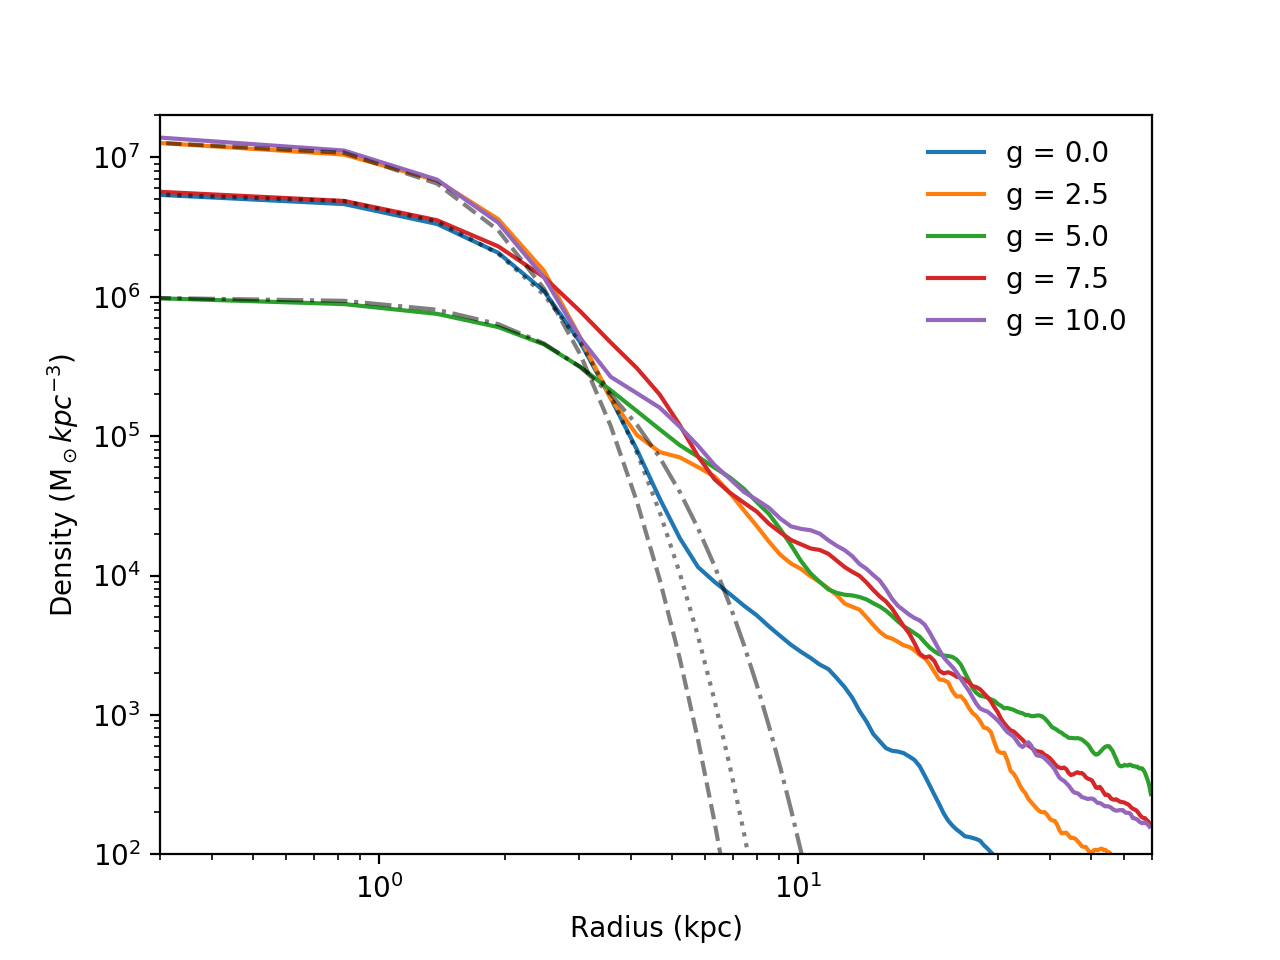 Density (M⊙ kpc⁻³)
10⁷
10⁶
10⁵
10⁴
10³
10²
g = 0.0
g = 2.5
g = 5.0
g = 7.5
g = 10.0
10⁰ 10¹
Radius (kpc)